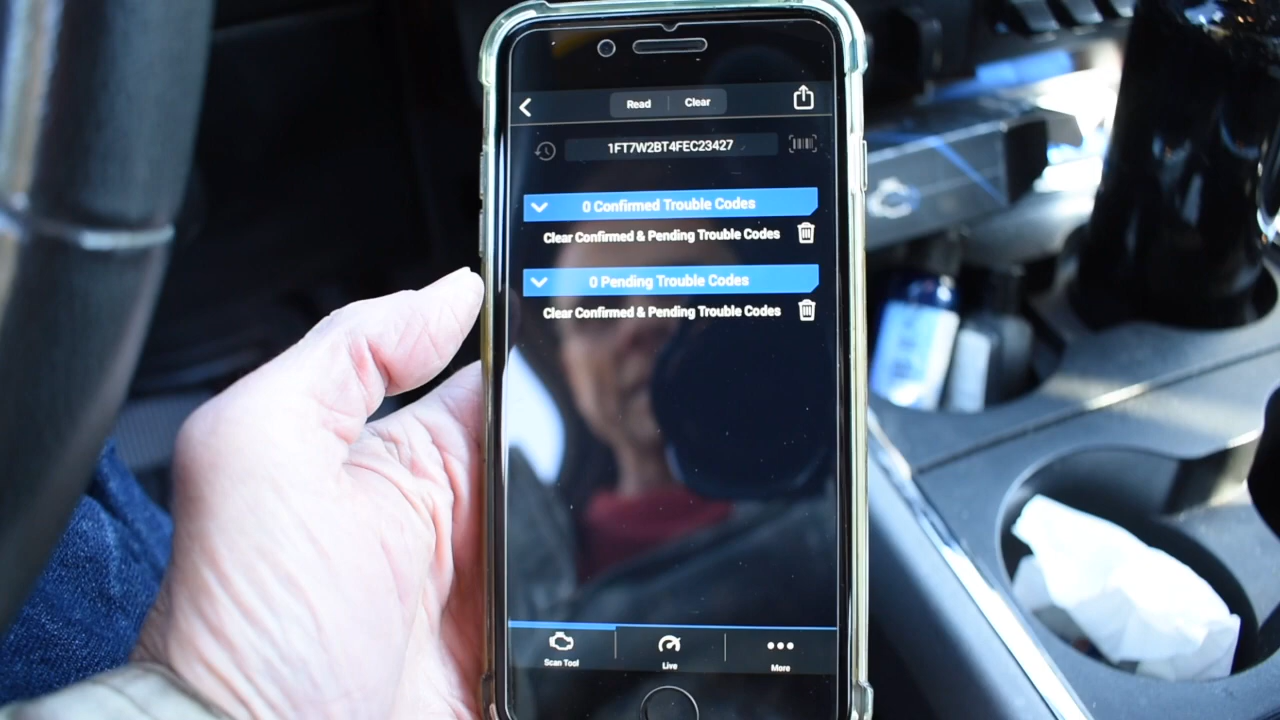 Read Clear
1FT7W2BT4FEC23427
0 Confirmed Trouble Codes
Clear Confirmed & Pending Trouble Codes
0 Pending Trouble Codes
Clear Confirmed & Pending Trouble Codes
Scan Tool Live More